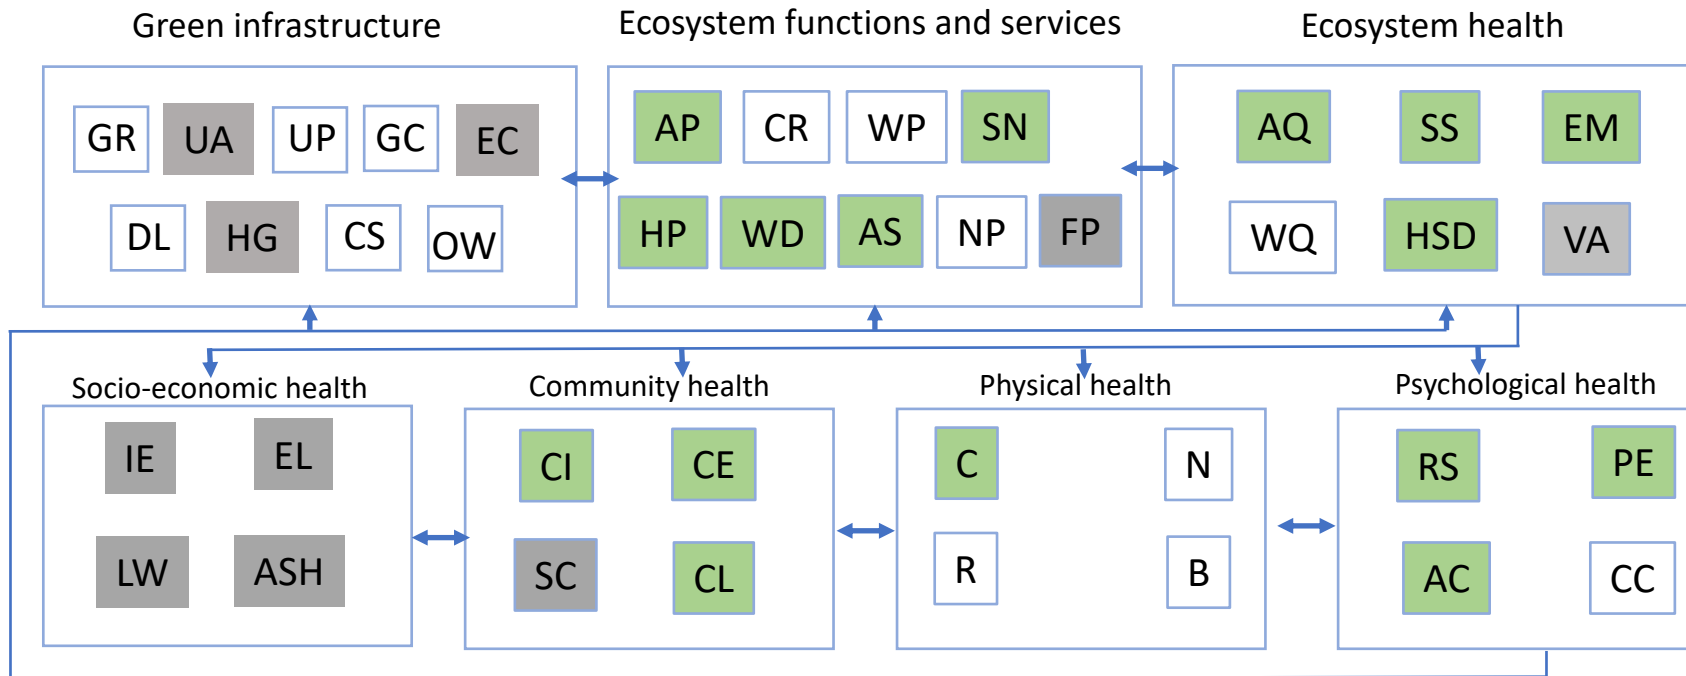 Green infrastructure
Ecosystem functions and services
Ecosystem health
GR UA UP GC EC
DL HG CS OW
AP CR WP SN
HP WD AS NP FP
AQ SS EM
WQ HSD VA
Socio-economic health
Community health
Physical health
Psychological health
IE EL
LW ASH
CI CE
SC CL
C N
R B
RS PE
AC CC